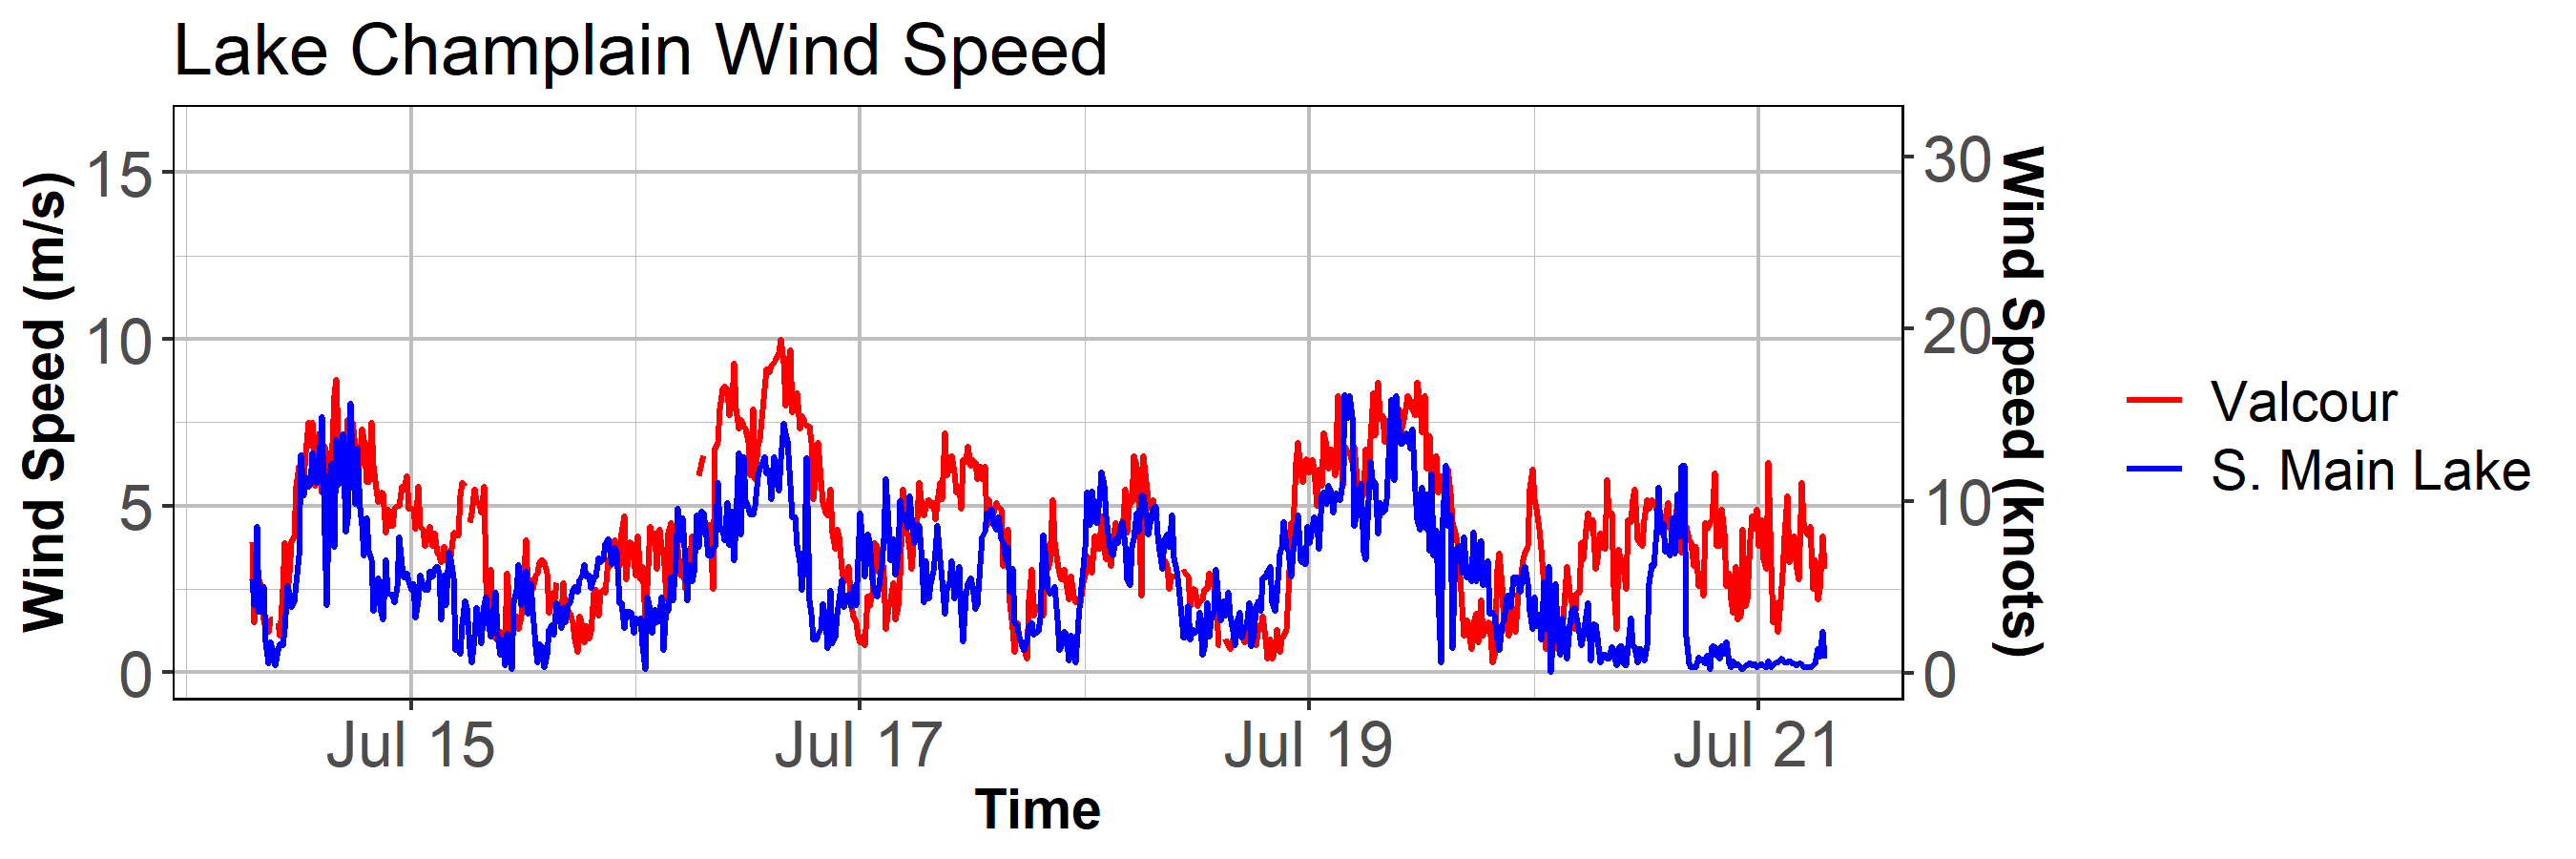 Lake Champlain Wind Speed
Wind Speed (m/s)
15
10
5
0
30
20
10
0
Wind Speed (knots)
Valcour
S. Main Lake
Jul 15
Jul 17
Jul 19
Jul 21
Time